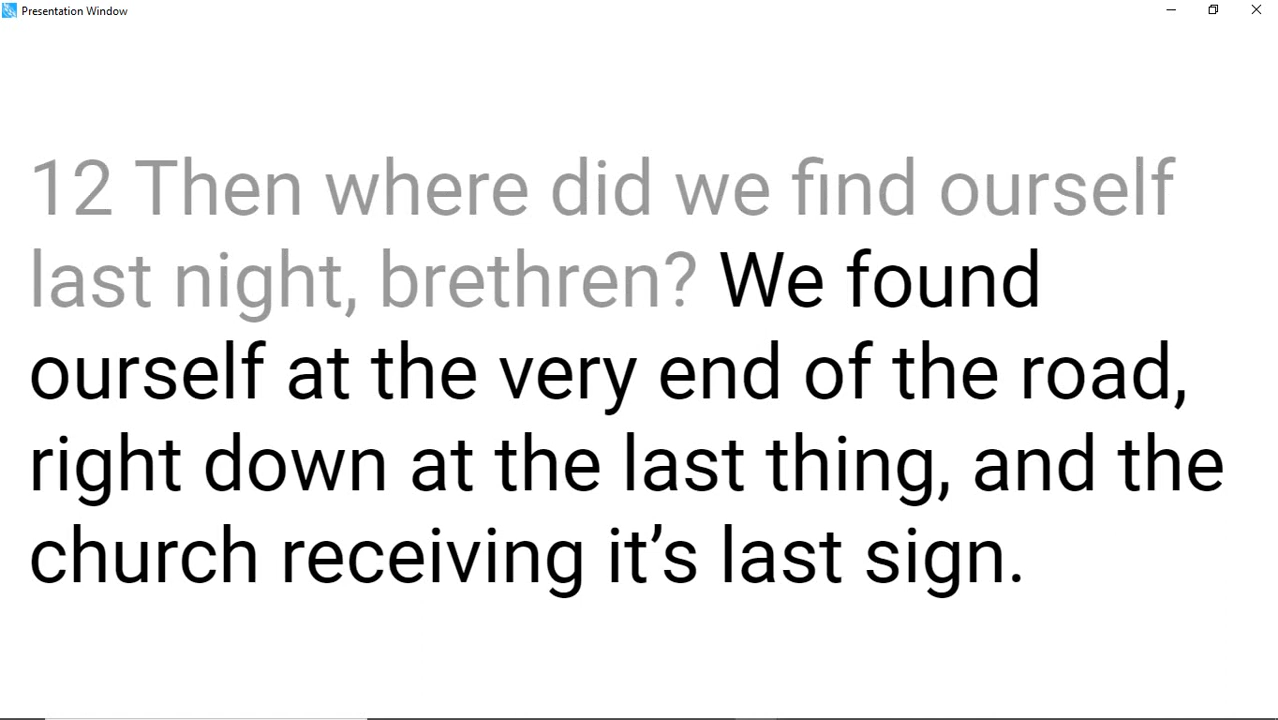 Presentation Window
12 Then where did we find ourself
last night, brethren? We found
ourself at the very end of the road,
right down at the last thing, and the
church receiving it’s last sign.